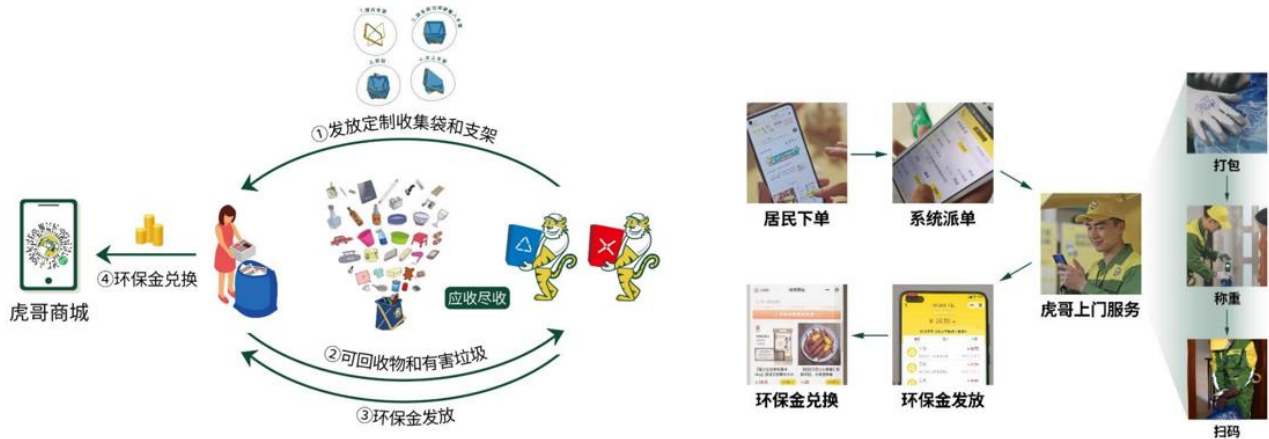 ①发放定制收集袋和支架
④环保金兑换
虎哥商城
应收尽收
②可回收物和有害垃圾
③环保金发放
居民下单
系统派单
虎哥上门服务
环保金兑换
环保金发放
打包
称重
扫码